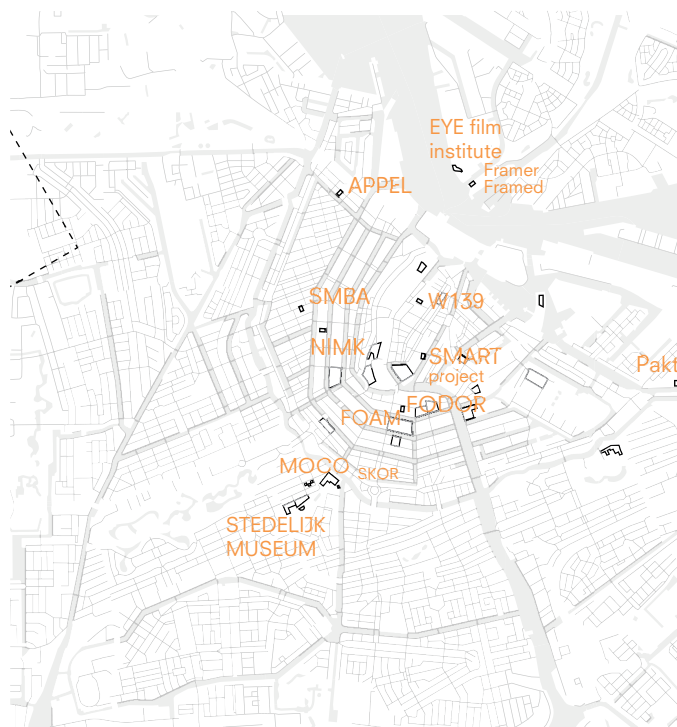 EYE film
institute
Framer
Framed
APPEL
SMBA
W139
NIMK
SMART
project
Pakt
FODOR
FOAM
MOCO
SKOR
STEDELIJK
MUSEUM